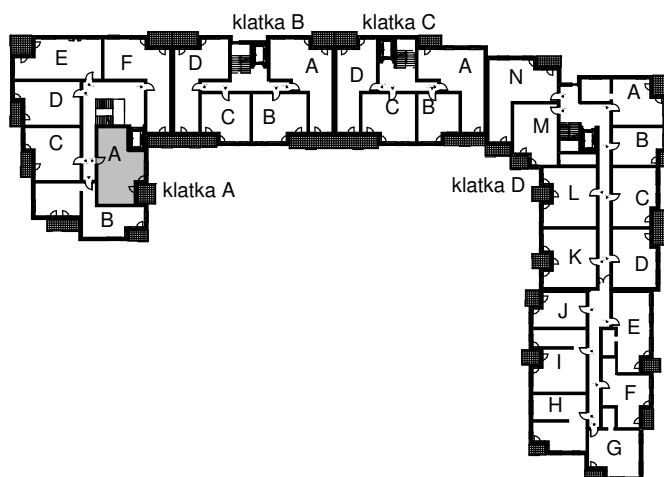 klatka B klatka C
E F D A D A N A
D M B
C C B C B
A klatka A klatka D L C
B K D
J E
I
H F
G